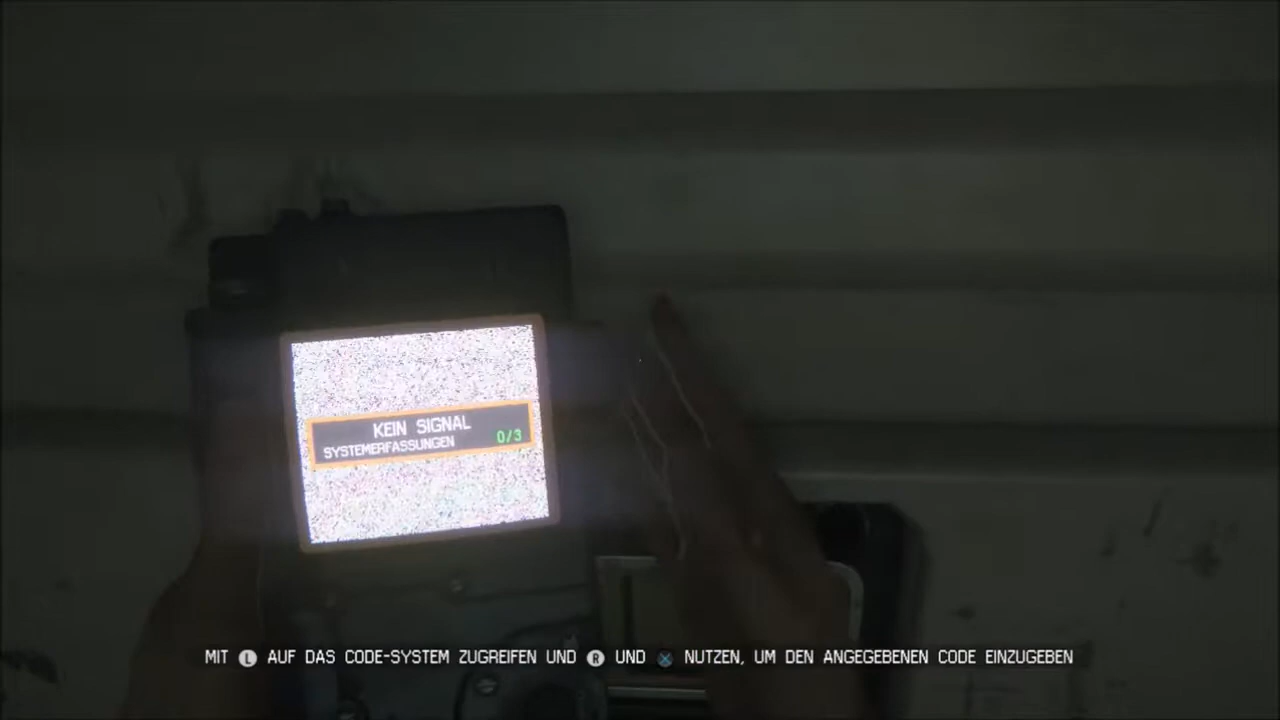 KEIN SIGNAL
SYSTEMERFASSUNGEN 0/3
MIT L AUF DAS CODE-SYSTEM ZUGREIFEN UND R UND X NUTZEN, UM DEN ANGEGEBENEN CODE EINZUGEBEN